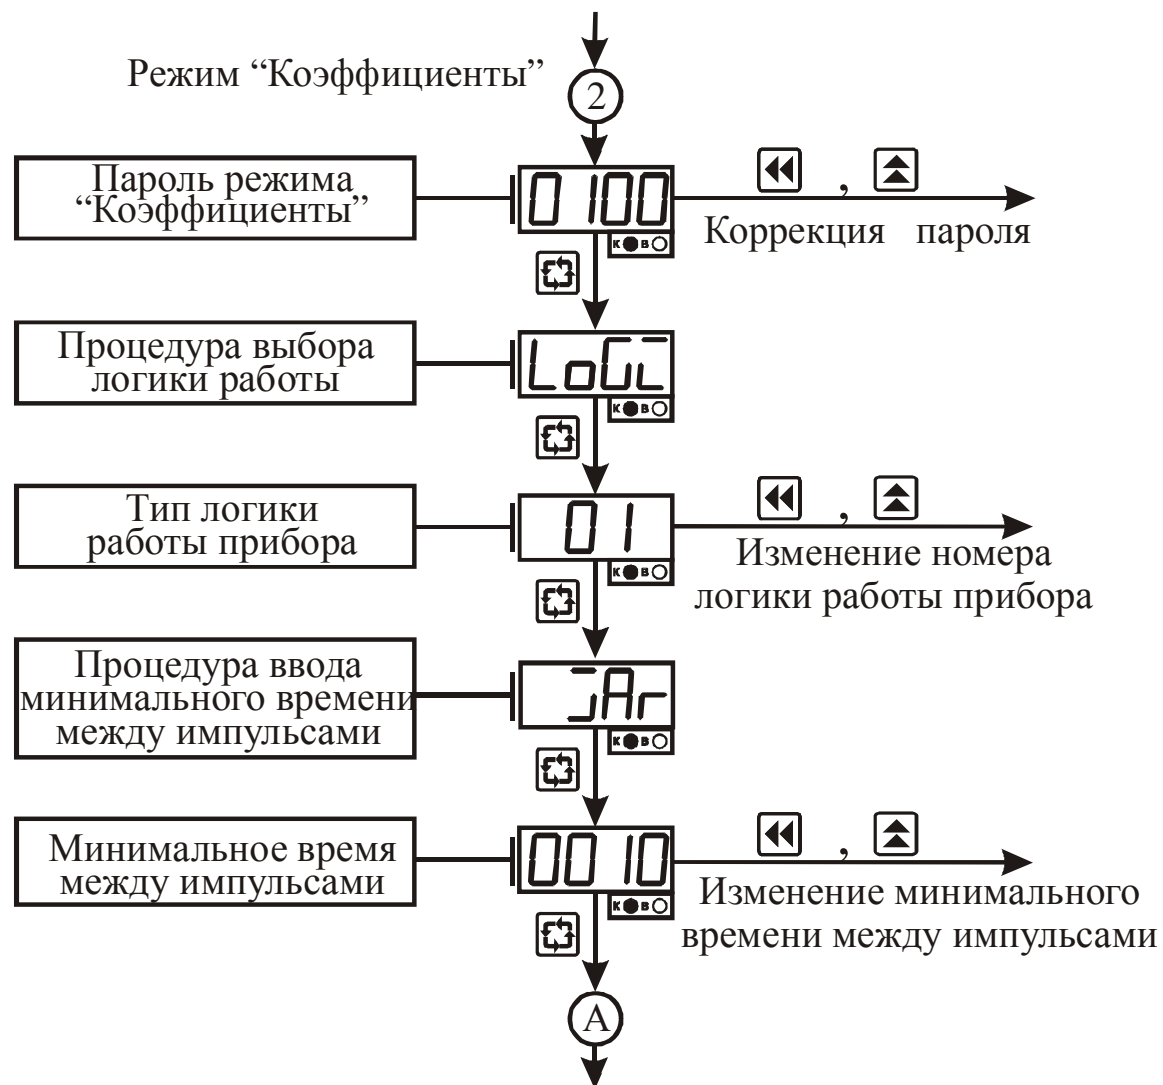 Режим “Коэффициенты”
2
Пароль режима
“Коэффициенты”
0100
К В
,
Коррекция пароля
Процедура выбора
логики работы
LoGi
К В
Тип логики
работы прибора
01
К В
,
Изменение номера
логики работы прибора
Процедура ввода
минимального времени
между импульсами
К В
Минимальное время
между импульсами
0010
К В
,
Изменение минимального
времени между импульсами
А